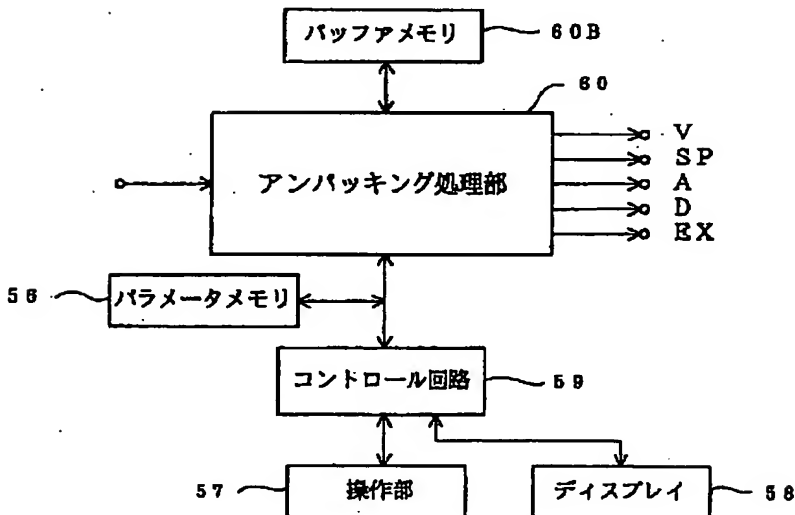 バッファメモリ
60B
60
アンパッキング処理部
V
SP
A
D
EX
56
パラメータメモリ
コントロール回路
59
57
操作部
ディスプレイ
58